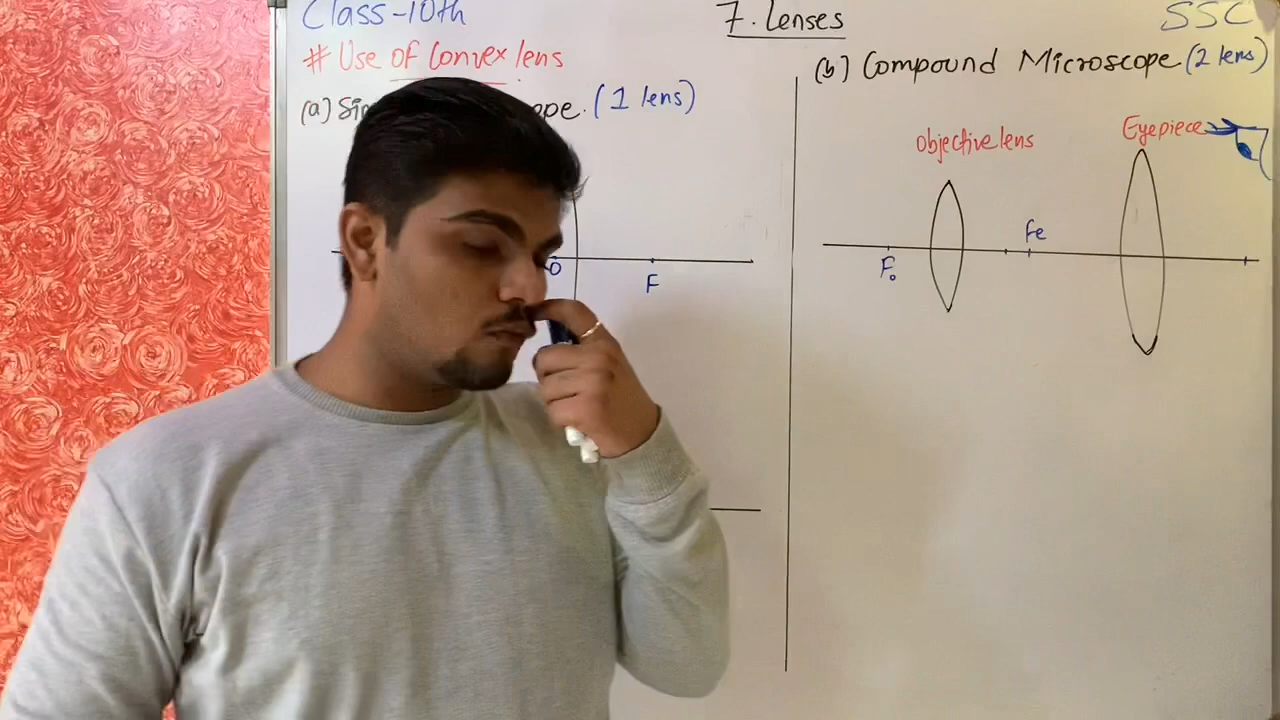 Class-10th
7. Lenses
SSC
# Use of Convex lens
(a) (1 lens)
O
F
(b) Compound Microscope (2 lens)
Objective lens
Eyepiece
Fe
Fo